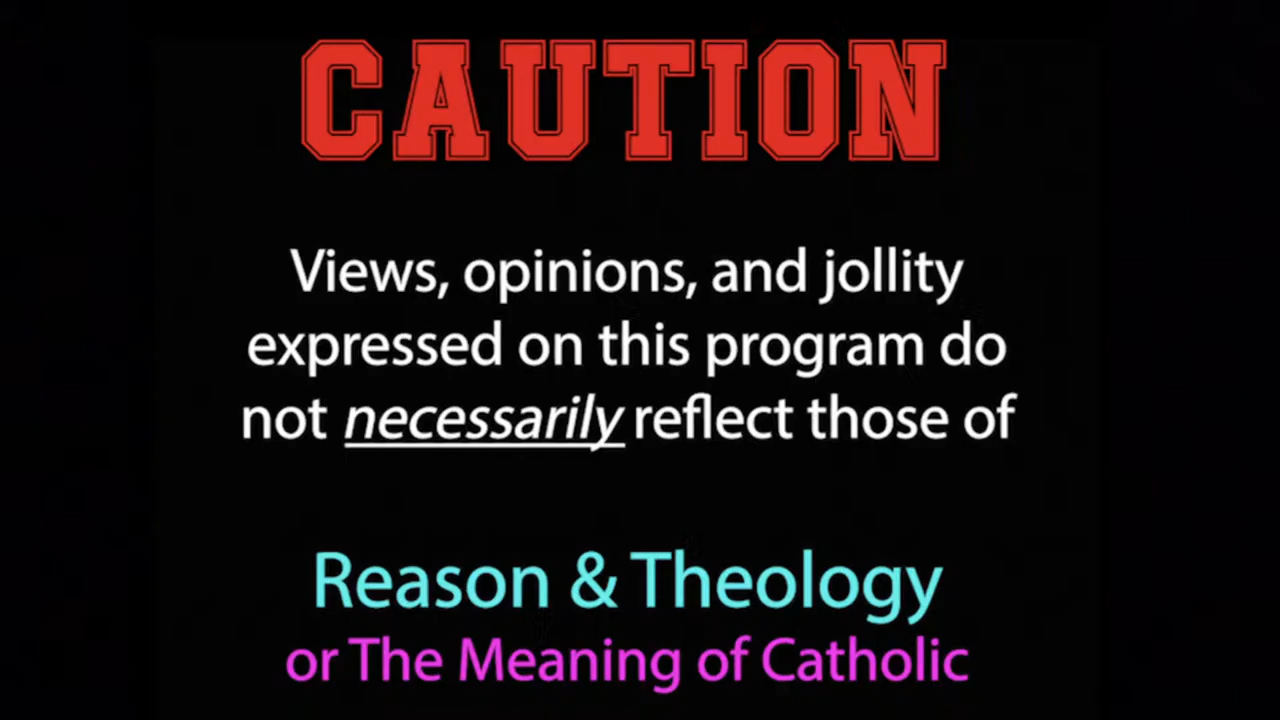 CAUTION
Views, opinions, and jollity
expressed on this program do
not necessarily reflect those of
Reason & Theology
or The Meaning of Catholic